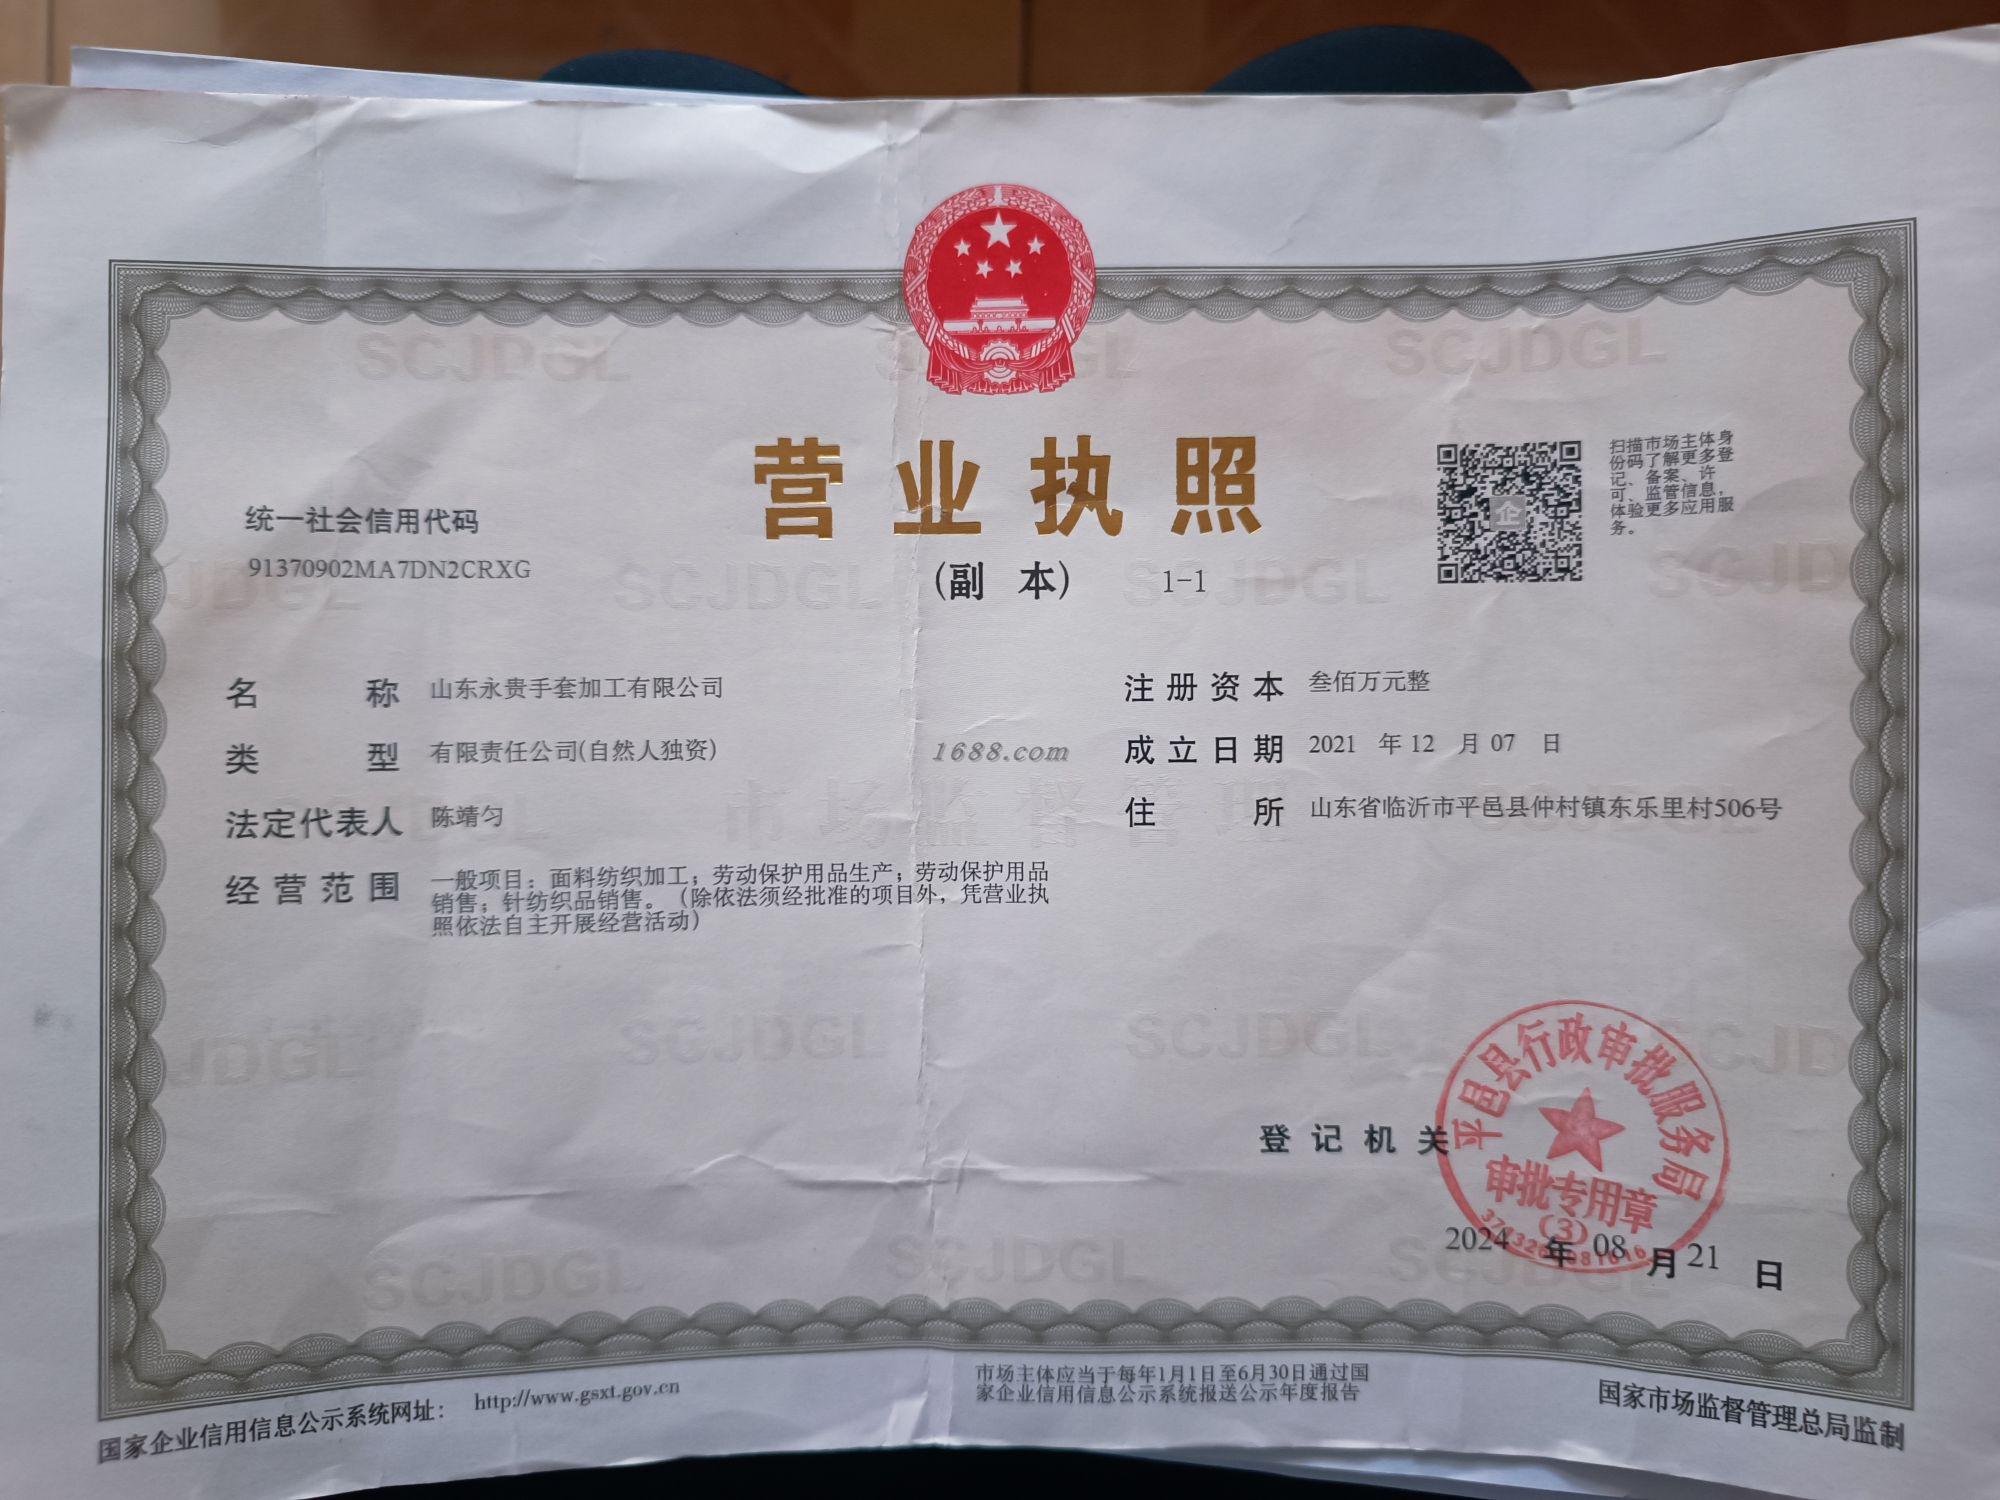 营业执照
(副 本) 1-1
统一社会信用代码
91370902MA7DN2CRXG
扫描市场主体身
份码了解更多登
记、备案、许
可、监管信息，
体验更多应用服
务。
企
名称 山东永贵手套加工有限公司
类型 有限责任公司(自然人独资)
法定代表人 陈靖匀
经营范围 一般项目：面料纺织加工；劳动保护用品生产；劳动保护用品
销售；针纺织品销售。（除依法须经批准的项目外，凭营业执
照依法自主开展经营活动）
1688.com
注册资本 叁佰万元整
成立日期 2021 年 12 月 07 日
住所 山东省临沂市平邑县仲村镇东乐里村506号
市场监督管理
SCJDGL
登记机关
平邑县行政审批服务局
审批专用章
(3)
2024 年 08 月 21 日
国家企业信用信息公示系统网址： http://www.gsxt.gov.cn
市场主体应当于每年1月1日至6月30日通过国
家企业信用信息公示系统报送公示年度报告
国家市场监督管理总局监制